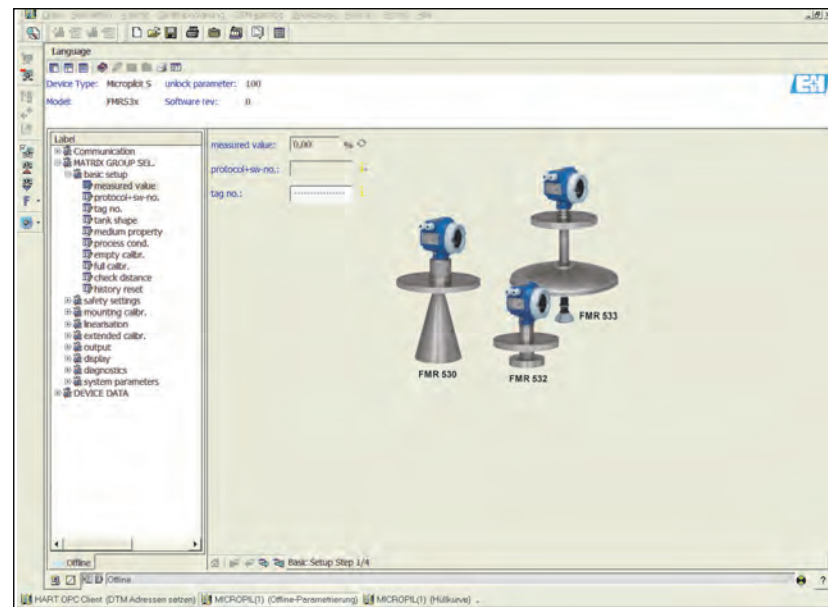 Language
Device Type: Micropilot S unlock parameter: 100
Model: FMR53x Software rev: 0
E+H
Label
Communication
MATRIX GROUP SEL.
basic setup
measured value
protocol+sw-no.
tag no.
tank shape
medium property
process cond.
empty calibr.
full calibr.
check distance
history reset
safety settings
mounting calibr.
linearisation
extended calibr.
output
display
diagnostics
system parameters
DEVICE DATA
measured value: 0,00 %
protocol+sw-no.:
tag no.: ----------------
FMR 533
FMR 530
FMR 532
Offline
Basic Setup Step 1/4
Offline
HART OPC Client (DTM Adressen setzen) MICROPIL(1) (Offline-Parametrierung) MICROPIL(1) (Hüllkurve)